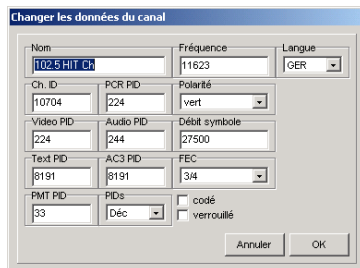 Changer les données du canal
Nom Fréquence Langue
102.5 HIT Ch 11623 GER
Ch. ID PCR PID Polarité
10704 224 vert
Video PID Audio PID Débit symbole
224 244 27500
Text PID AC3 PID FEC
8191 8191 3/4
PMT PID PIDs codé
33 Déc verrouillé
Annuler OK